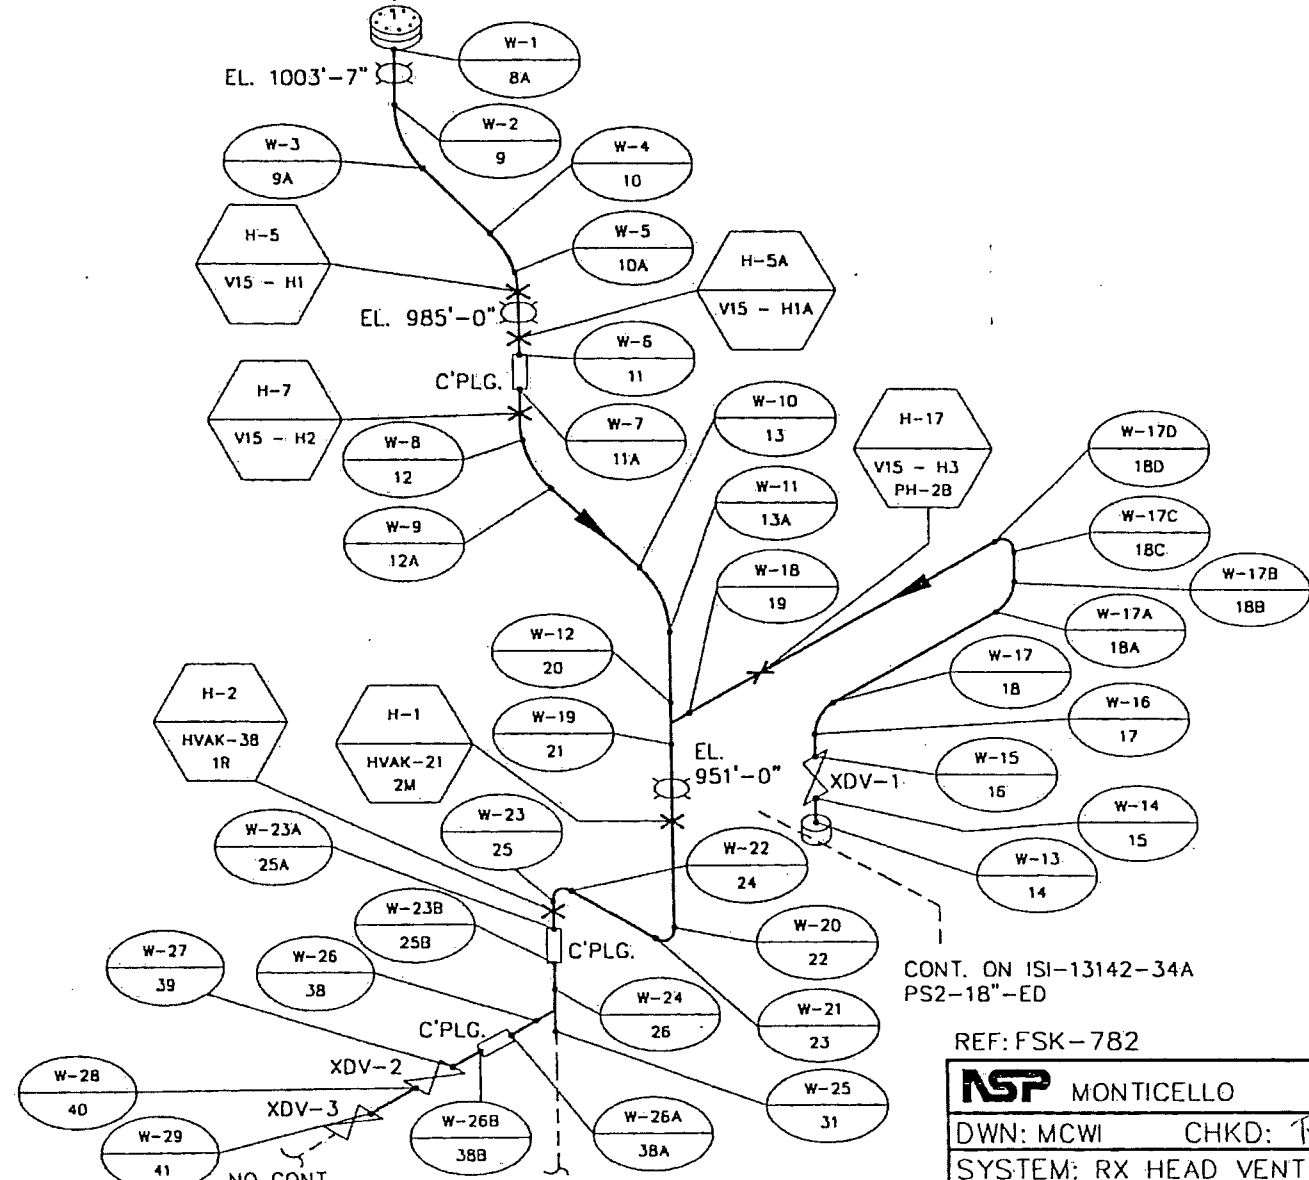 W-1
8A
EL. 1003'-7"
W-2
9
W-3
9A
W-4
10
H-5
V15 - H1
W-5
10A
H-5A
V15 - H1A
EL. 985'-0"
W-6
11
C'PLG.
H-7
V15 - H2
W-7
11A
W-10
13
H-17
V15 - H3
PH-2B
W-8
12
W-17D
18D
W-11
13A
W-9
12A
W-17C
18C
W-18
19
W-17B
18B
W-17A
18A
W-12
20
W-17
18
H-2
HVAK-38
1R
H-1
HVAK-21
2M
W-19
21
W-16
17
EL.
951'-0"
W-15
16
XDV-1
W-14
15
W-23
25
W-23A
25A
W-22
24
W-13
14
W-23B
25B
W-20
22
W-27
39
W-26
38
C'PLG.
CONT. ON ISI-13142-34A
PS2-18"-ED
W-24
26
W-21
23
C'PLG.
REF: FSK-782
XDV-2
W-28
40
NSP MONTICELLO
XDV-3
W-25
31
W-26B
38B
W-26A
38A
W-29
41
DWN: MCWI CHKD:
NO CONT.
SYSTEM: RX HEAD VENT